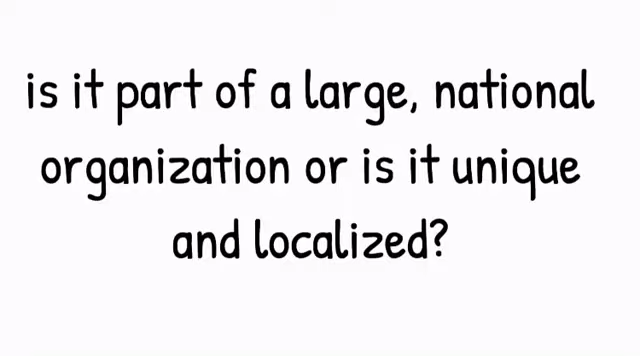 is it part of a large, national
organization or is it unique
and localized?